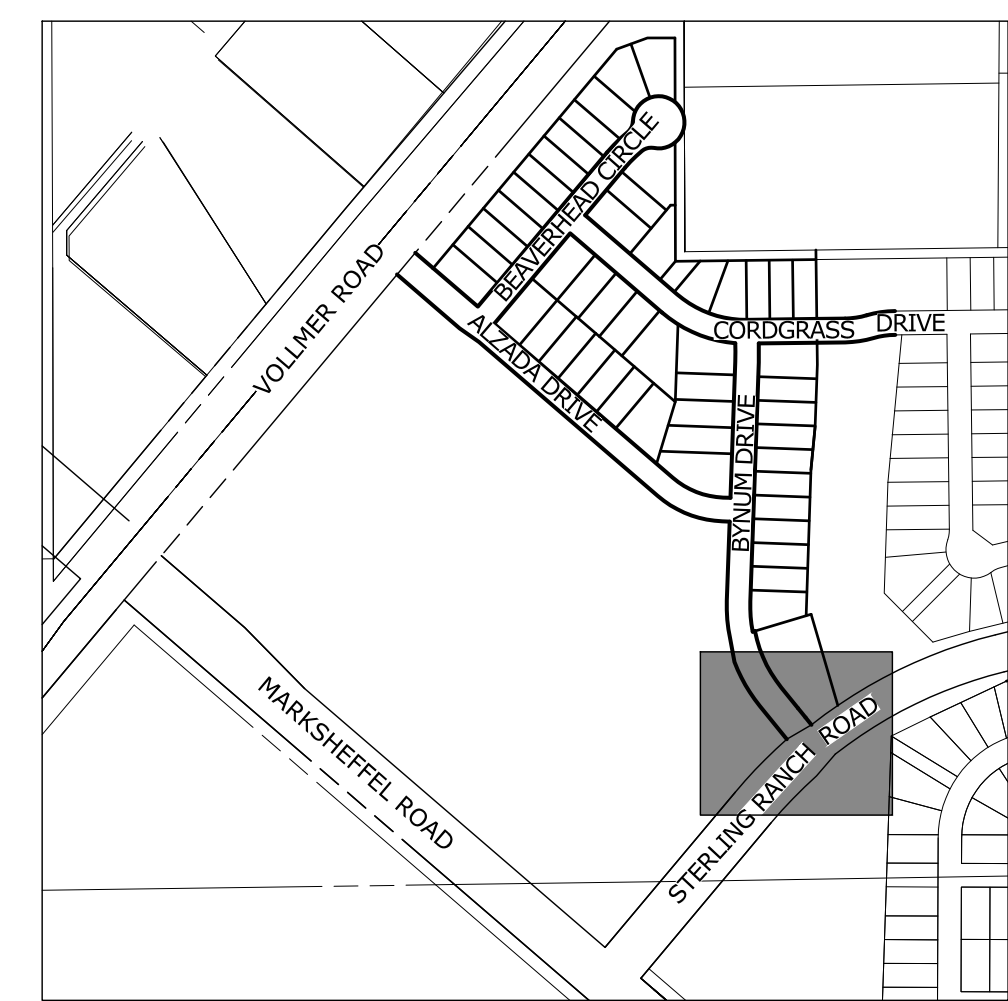 BEAVERHEAD CIRCLE
VOLLMER ROAD
ALZADA DRIVE
CORDGRASS DRIVE
BYNUM DRIVE
MARKSHEFFEL ROAD
STERLING RANCH ROAD